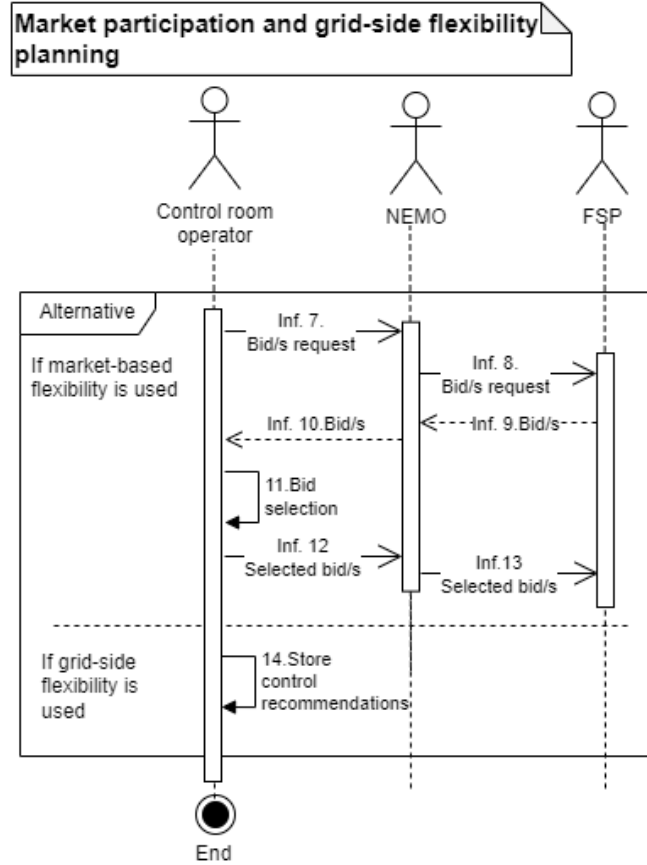 Market participation and grid-side flexibility
planning
Control room
operator
NEMO
FSP
Alternative
If market-based
flexibility is used
Inf. 7.
Bid/s request
Inf. 8.
Bid/s request
Inf. 9.Bid/s
Inf. 10.Bid/s
11.Bid
selection
Inf. 12
Selected bid/s
Inf.13
Selected bid/s
If grid-side
flexibility is
used
14.Store
control
recommendations
End